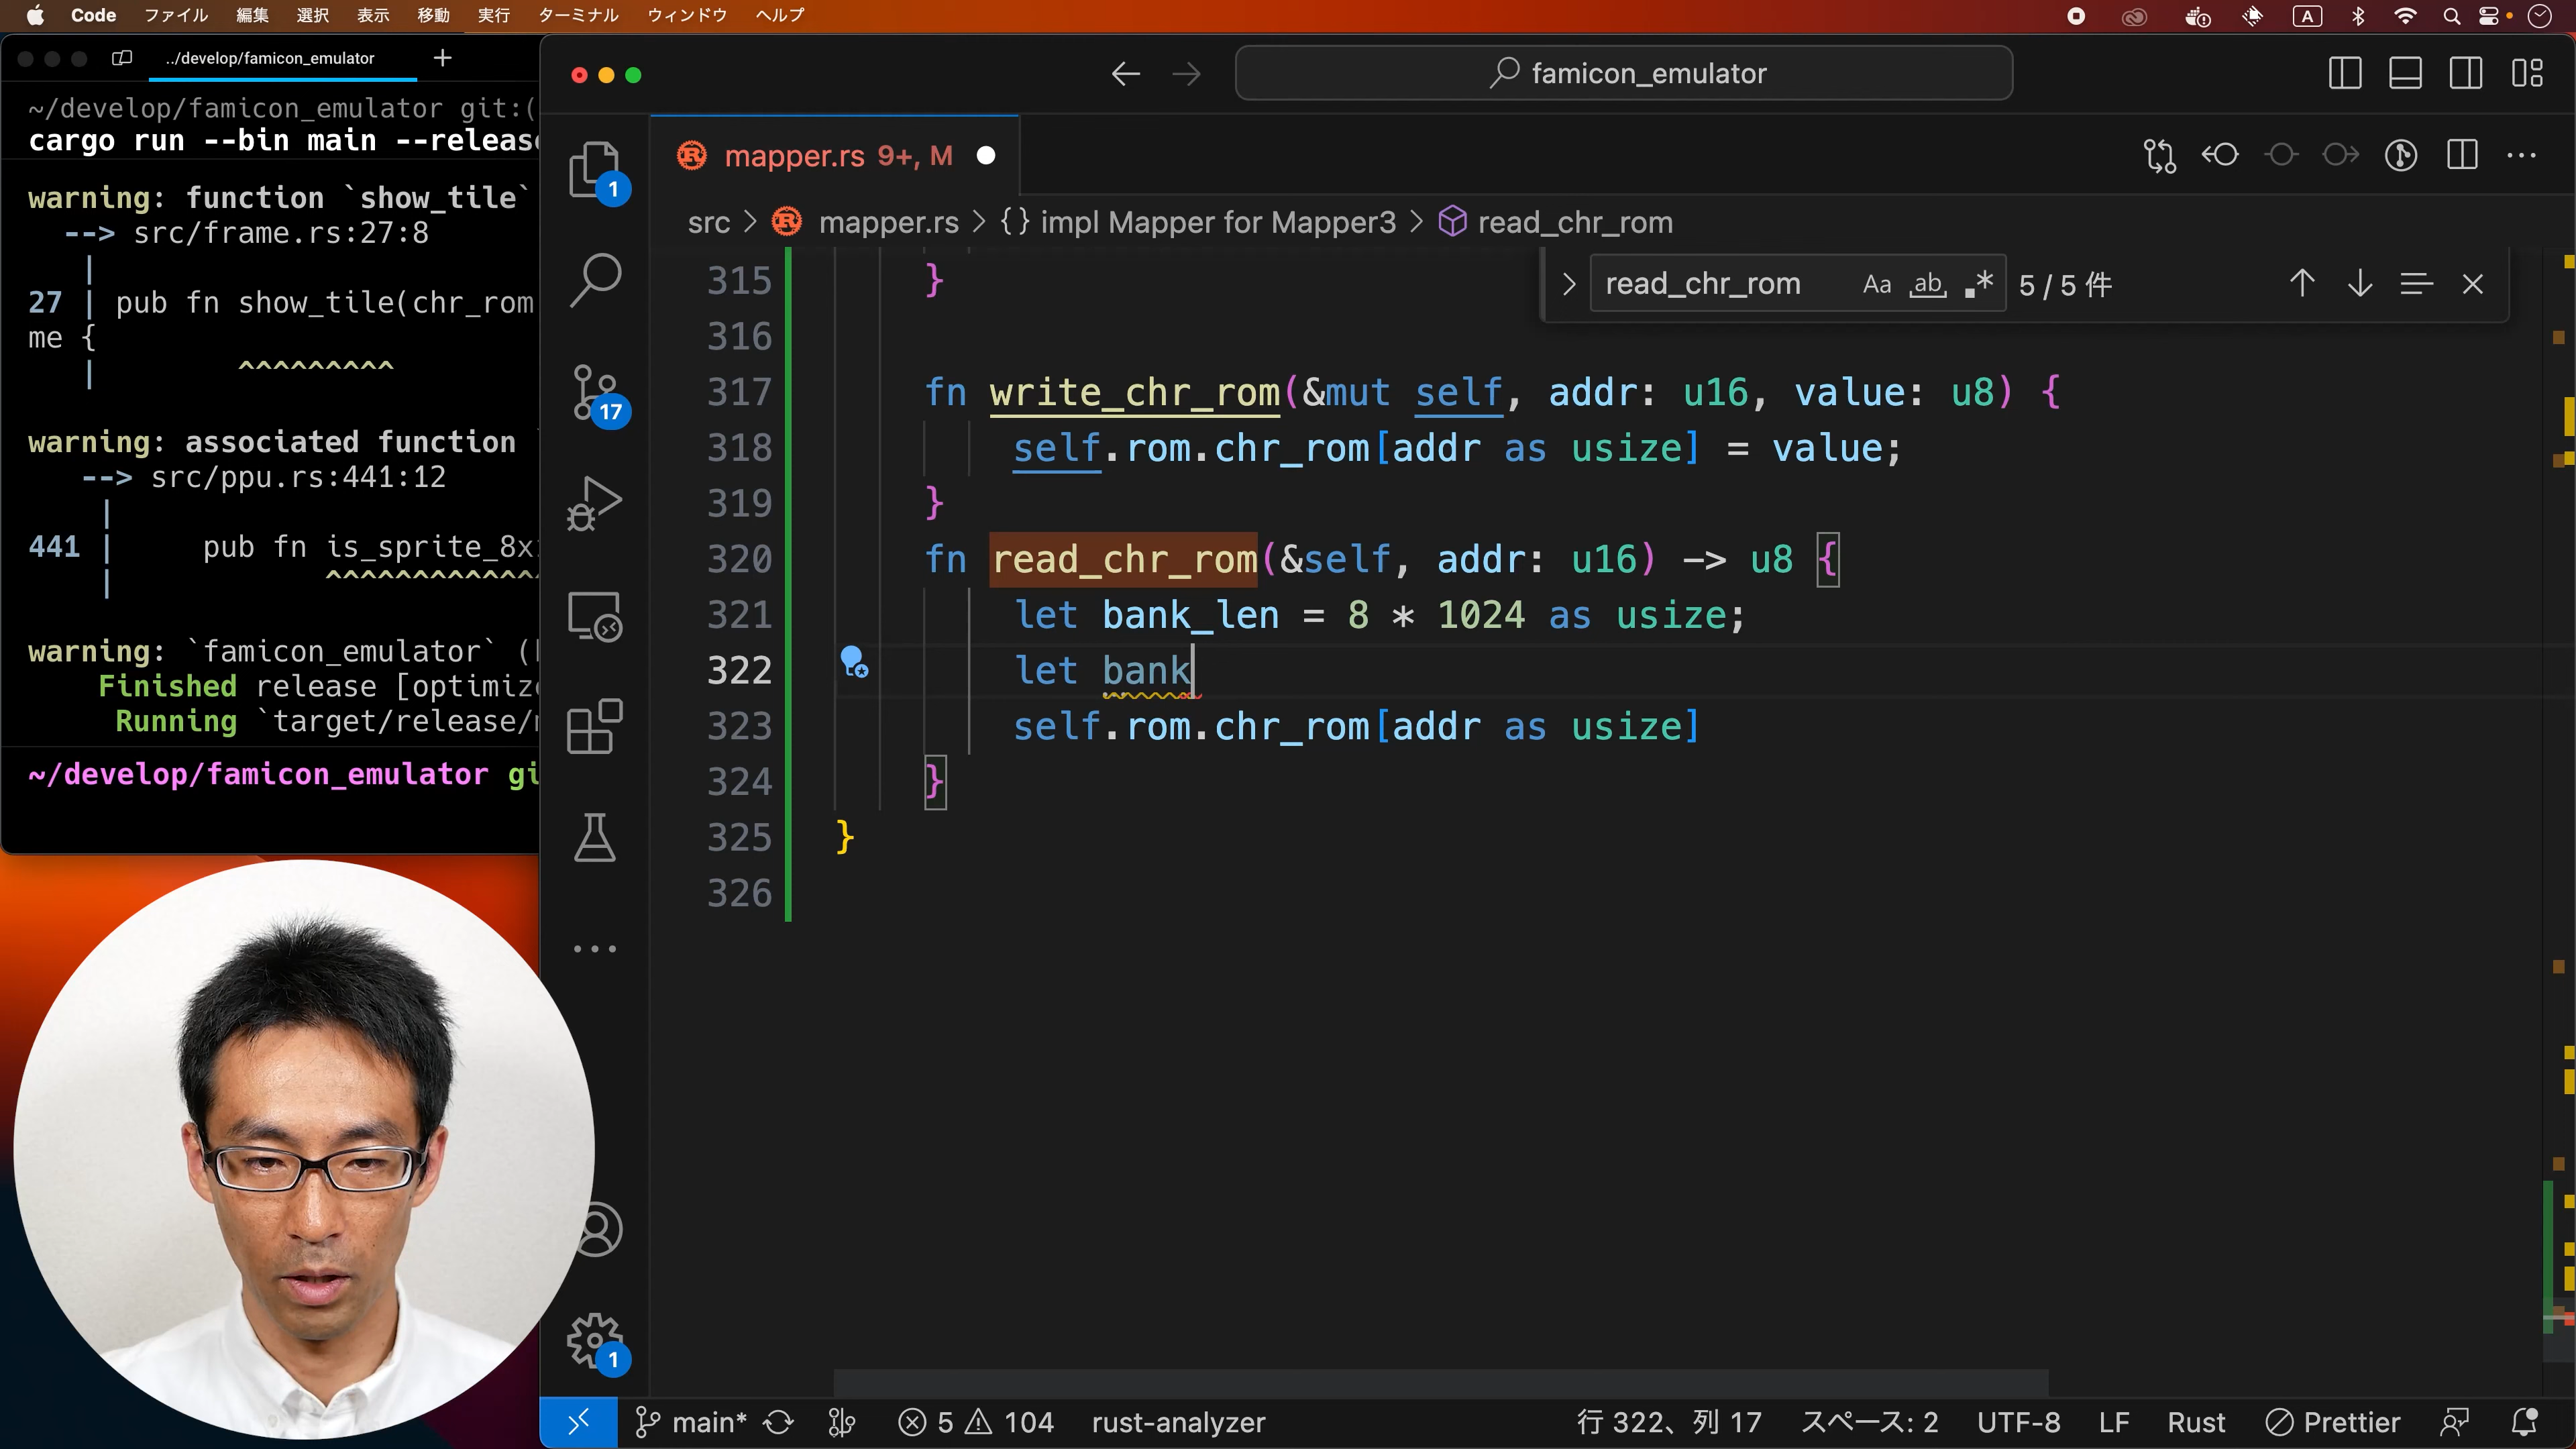 Code ファイル 編集 選択 表示 移動 実行 ターミナル ウィンドウ ヘルプ A
../develop/famicon_emulator +
~/develop/famicon_emulator git:(
cargo run --bin main --release
warning: function `show_tile`
--> src/frame.rs:27:8
|
27 | pub fn show_tile(chr_rom
me {
| ^^^^^^^^^
warning: associated function
--> src/ppu.rs:441:12
|
441 | pub fn is_sprite_8x
| ^^^^^^^^^^^^
warning: `famicon_emulator` (
Finished release [optimize
Running `target/release/
~/develop/famicon_emulator gi
famicon_emulator
mapper.rs 9+, M
src > mapper.rs > {} impl Mapper for Mapper3 > read_chr_rom
read_chr_rom Aa ab .* 5 / 5 件
1
17
1
315 }
316
317 fn write_chr_rom(&mut self, addr: u16, value: u8) {
318 self.rom.chr_rom[addr as usize] = value;
319 }
320 fn read_chr_rom(&self, addr: u16) -> u8 {
321 let bank_len = 8 * 1024 as usize;
322 let bank
323 self.rom.chr_rom[addr as usize]
324 }
325 }
326
main* 5 104 rust-analyzer 行 322、列 17 スペース: 2 UTF-8 LF Rust Prettier